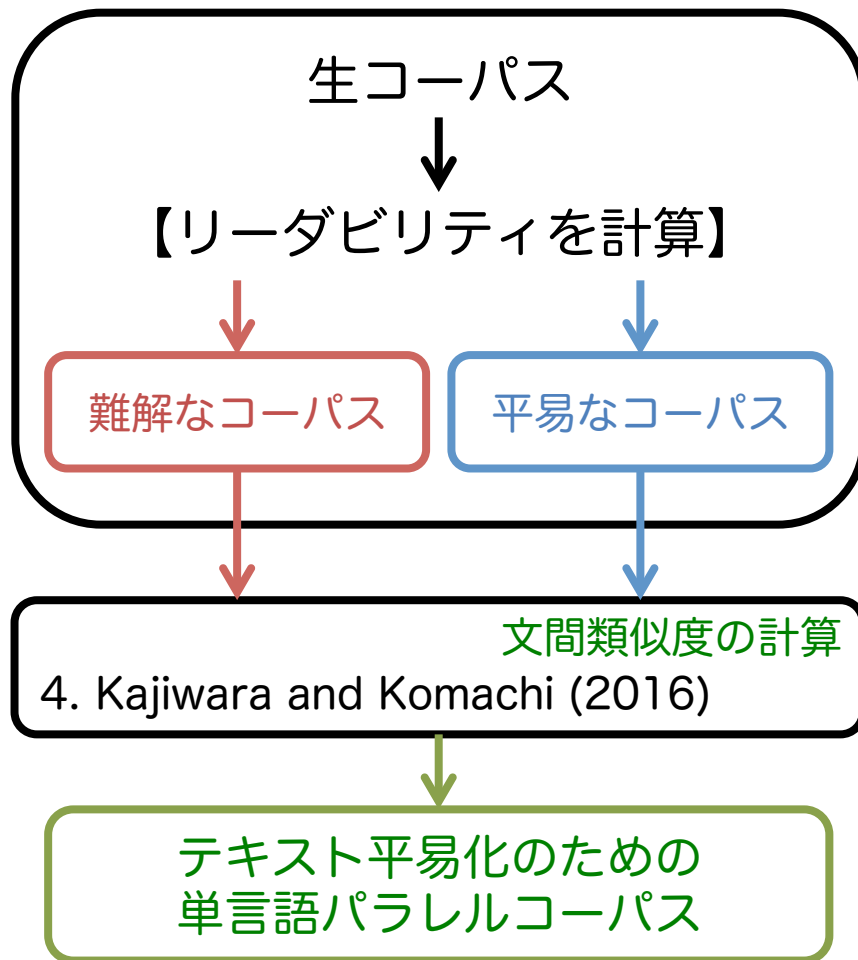 生コーパス
【リーダビリティを計算】
難解なコーパス
平易なコーパス
文間類似度の計算
4. Kajiwara and Komachi (2016)
テキスト平易化のための
単言語パラレルコーパス